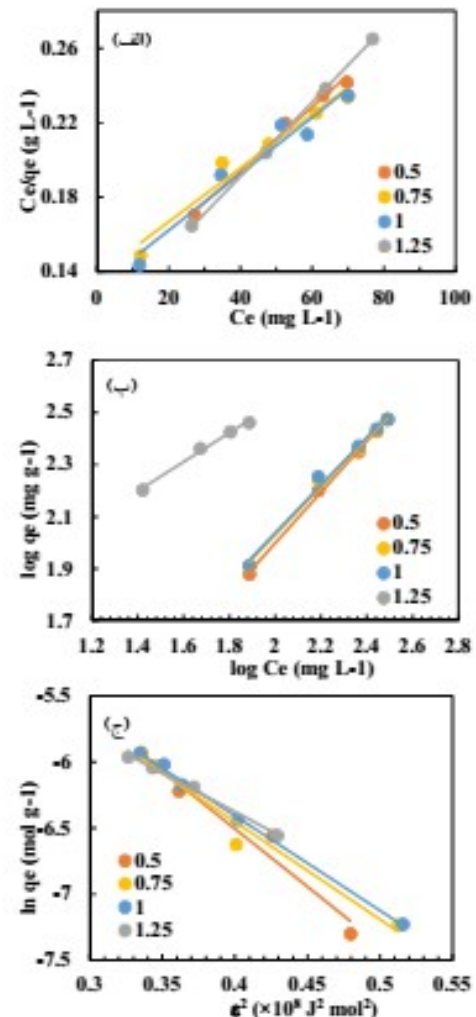 (الف)
Ce/qe (g L-1)
0.26
0.22
0.18
0.14
0.5
0.75
1
1.25
0 20 40 60 80 100
Ce (mg L-1)
(ب)
log qe (mg g-1)
2.7
2.5
2.3
2.1
1.9
1.7
0.5
0.75
1
1.25
1.2 1.4 1.6 1.8 2 2.2 2.4 2.6 2.8
log Ce (mg L-1)
(ج)
ln qe (mol g-1)
-5.5
-6
-6.5
-7
-7.5
0.5
0.75
1
1.25
0.3 0.35 0.4 0.45 0.5 0.55
ε² (×10⁸ J² mol²)